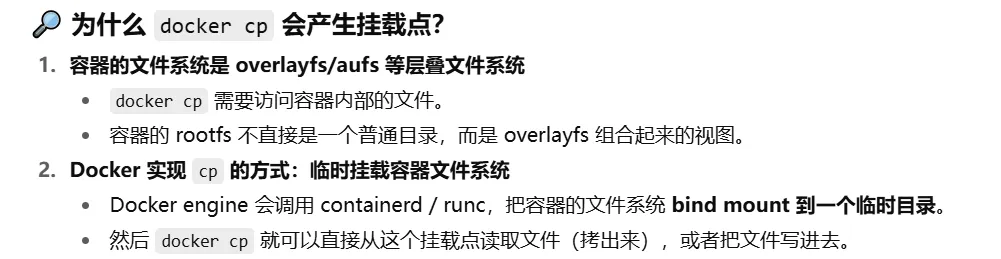 🔎 为什么 docker cp 会产生挂载点？
1. 容器的文件系统是 overlayfs/aufs 等层叠文件系统
• docker cp 需要访问容器内部的文件。
• 容器的 rootfs 不直接是一个普通目录，而是 overlayfs 组合起来的视图。
2. Docker 实现 cp 的方式：临时挂载容器文件系统
• Docker engine 会调用 containerd / runc，把容器的文件系统 bind mount 到一个临时目录。
• 然后 docker cp 就可以直接从这个挂载点读取文件（拷出来），或者把文件写进去。